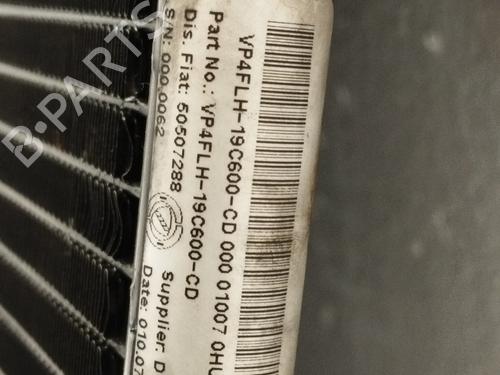 VP4FLH-19C600-CD 000 01007 0HU
Part No.: VP4FLH-19C600-CD
Dis. Fiat: 50507288
S/N: 000.0062
Supplier: D
Date: 010.07
B-PARTS